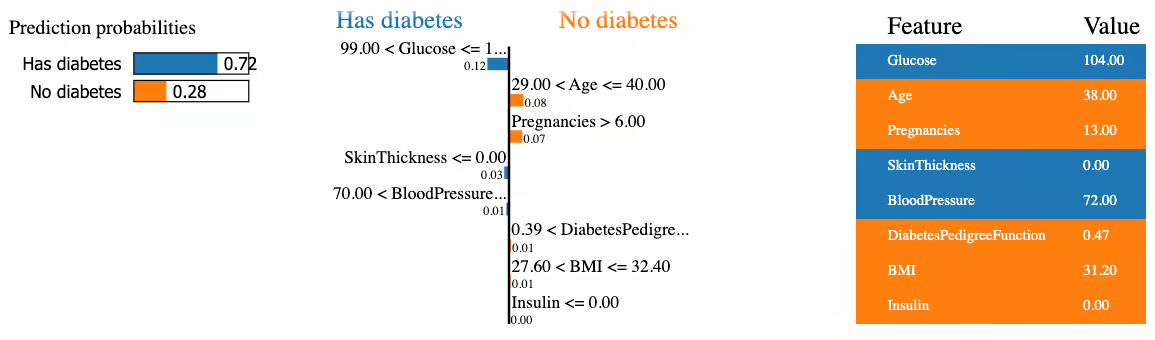 Prediction probabilities
Has diabetes 0.72
No diabetes 0.28
Has diabetes No diabetes
99.00 < Glucose <= 1...
0.12
29.00 < Age <= 40.00
0.08
Pregnancies > 6.00
0.07
SkinThickness <= 0.00
0.03
70.00 < BloodPressure...
0.01
0.39 < DiabetesPedigre...
0.01
27.60 < BMI <= 32.40
0.01
Insulin <= 0.00
0.00
Feature Value
Glucose 104.00
Age 38.00
Pregnancies 13.00
SkinThickness 0.00
BloodPressure 72.00
DiabetesPedigreeFunction 0.47
BMI 31.20
Insulin 0.00